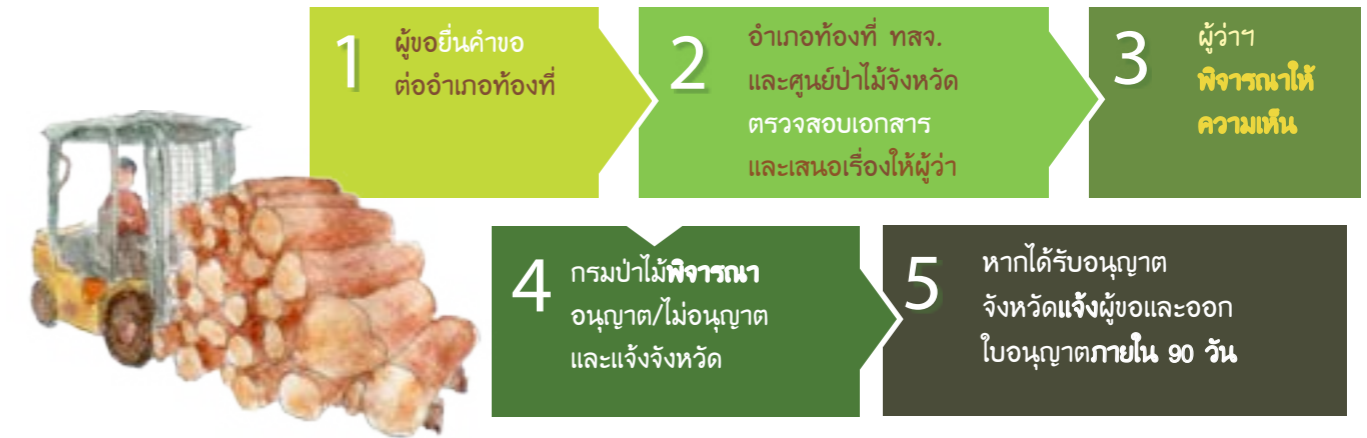 1
ผู้ขอยื่นคำขอ
ต่ออำเภอท้องที่
2
อำเภอท้องที่ ทสจ.
และศูนย์ป่าไม้จังหวัด
ตรวจสอบเอกสาร
และเสนอเรื่องให้ผู้ว่า
3
ผู้ว่าฯ
พิจารณาให้
ความเห็น
4
กรมป่าไม้พิจารณา
อนุญาต/ไม่อนุญาต
และแจ้งจังหวัด
5
หากได้รับอนุญาต
จังหวัดแจ้งผู้ขอและออก
ใบอนุญาตภายใน 90 วัน